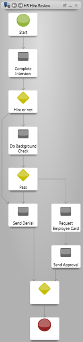 HR Hire Review
Start
Complete
Interview
Hire or not
Do Background
Check
Pass
Send Denial
Request
Employee Card
Send Approval